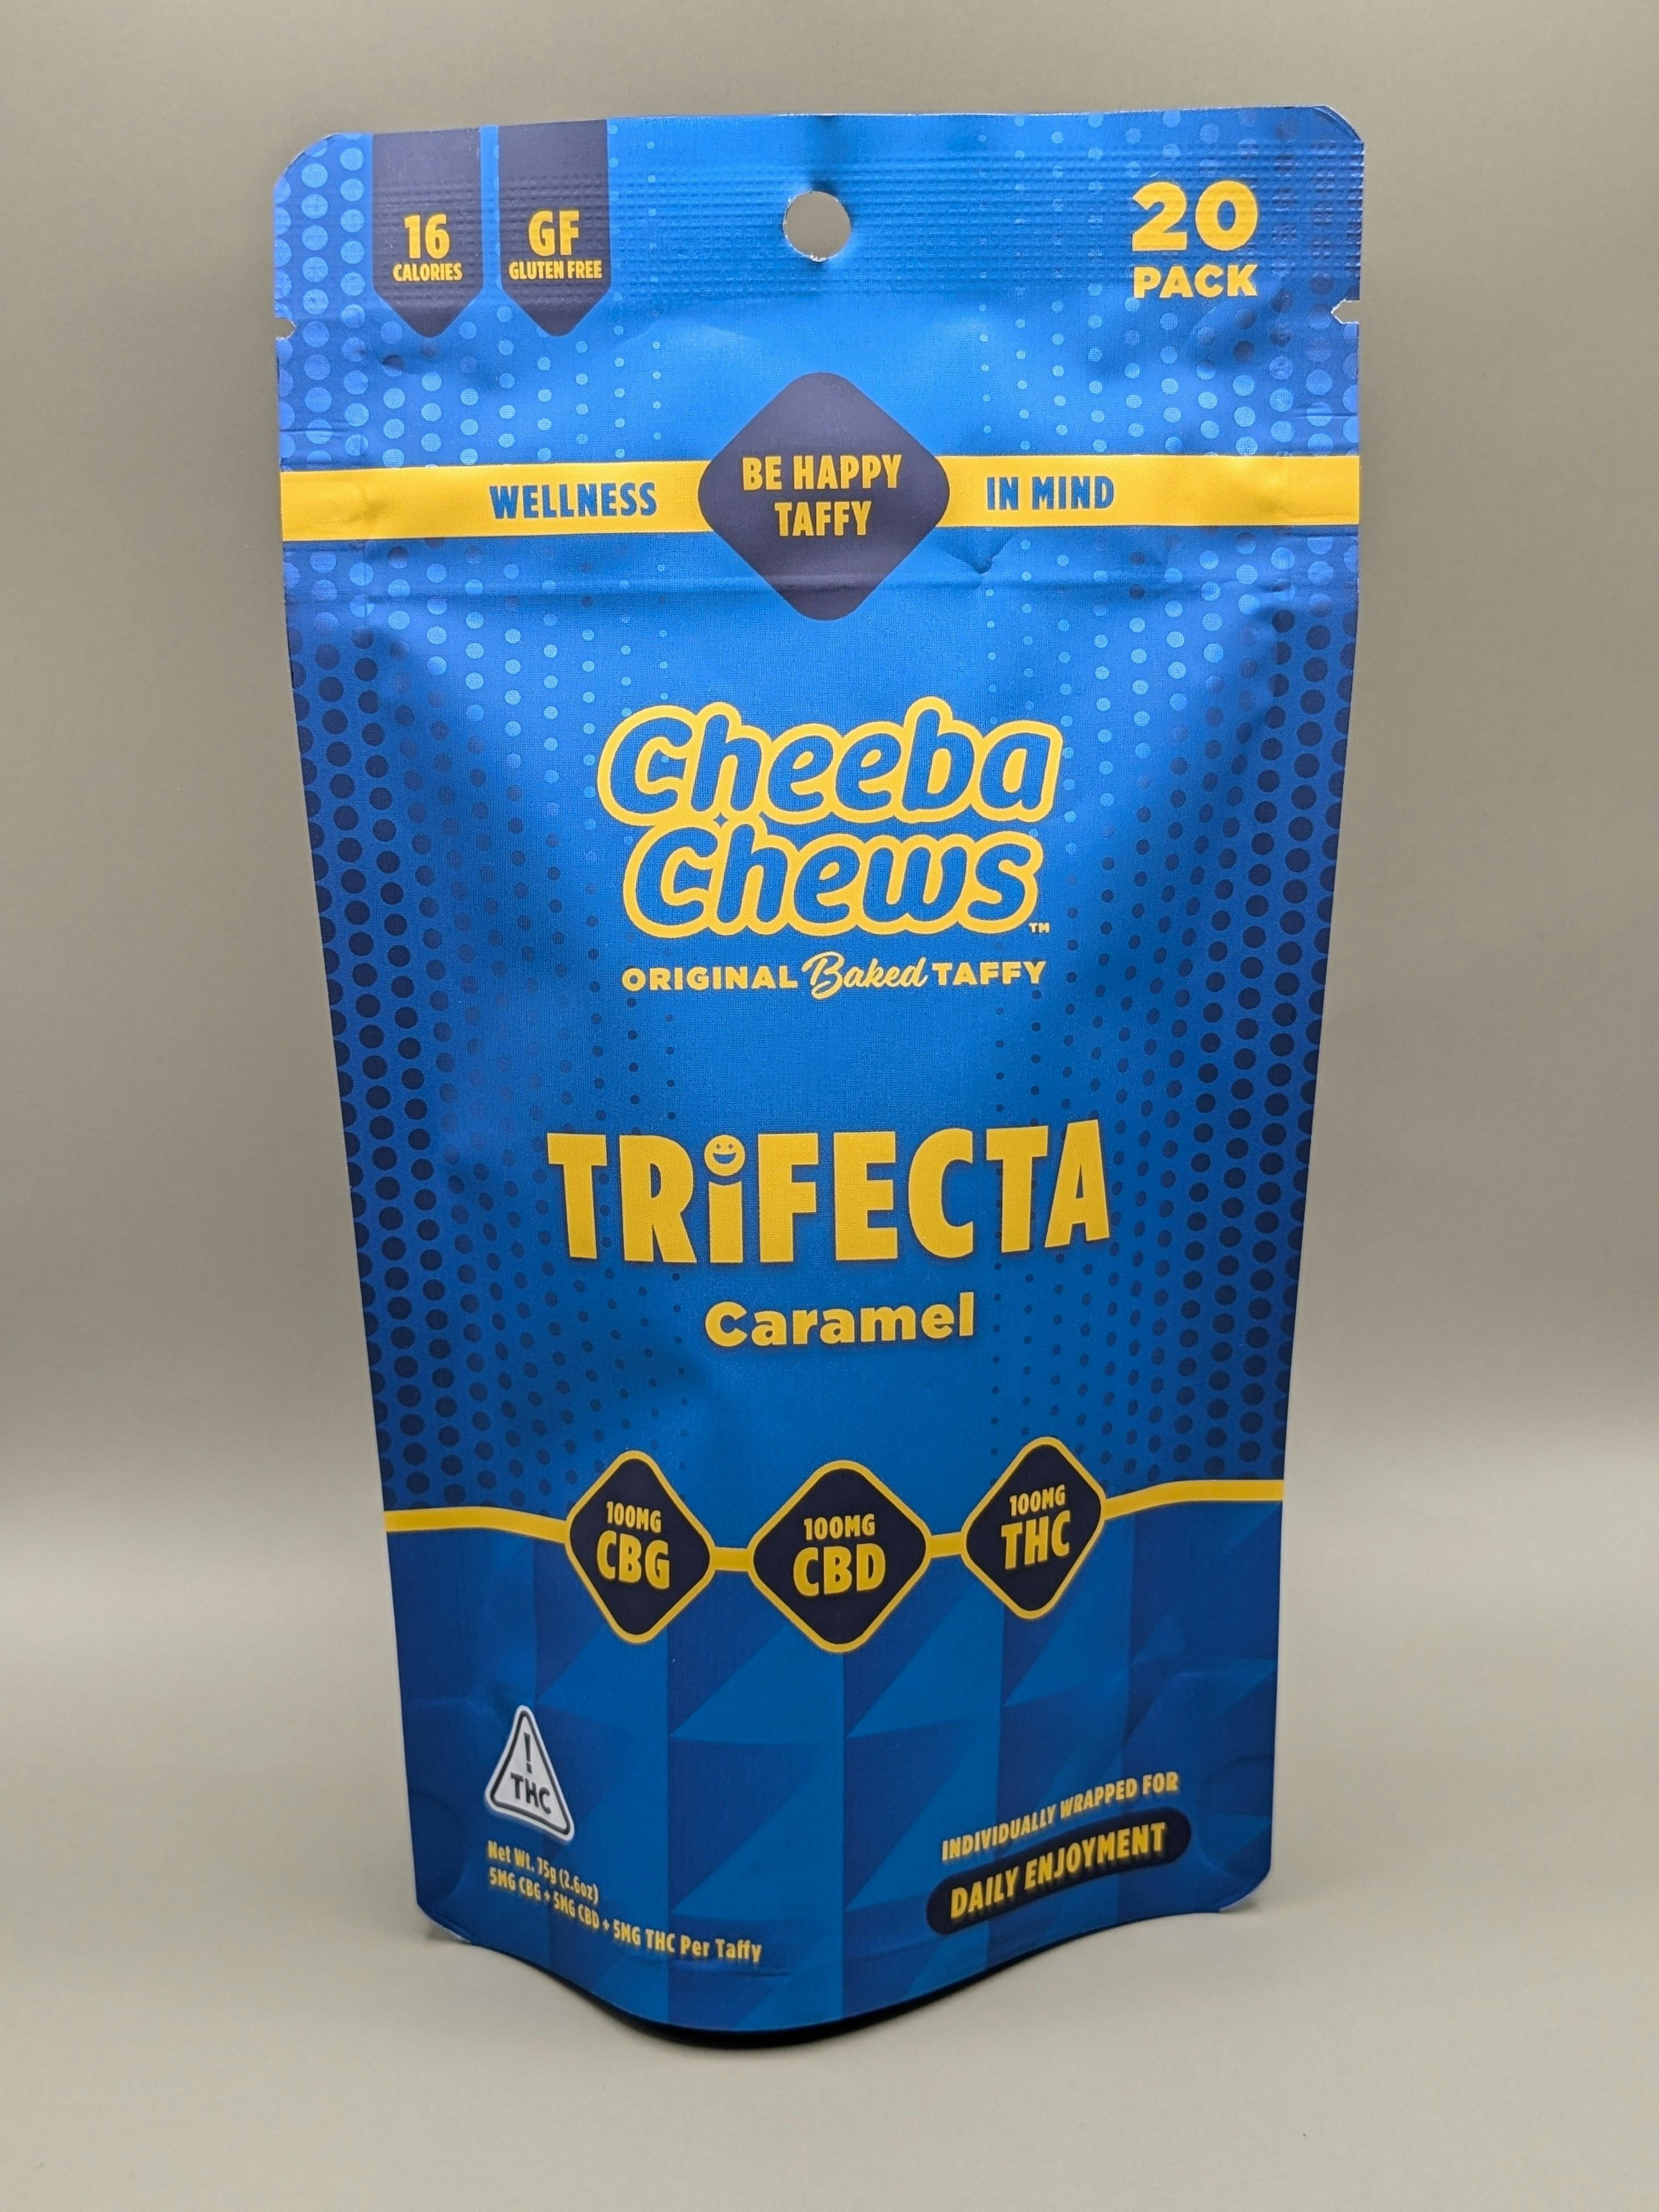 16
CALORIES
GF
GLUTEN FREE
20
PACK
WELLNESS
BE HAPPY
TAFFY
IN MIND
Cheeba
Chews™
ORIGINAL Baked TAFFY
TRiFECTA
Caramel
100MG
CBG
100MG
CBD
100MG
THC
!
THC
Net Wt. 75g (2.6oz)
5MG CBG + 5MG CBD + 5MG THC Per Taffy
INDIVIDUALLY WRAPPED FOR
DAILY ENJOYMENT